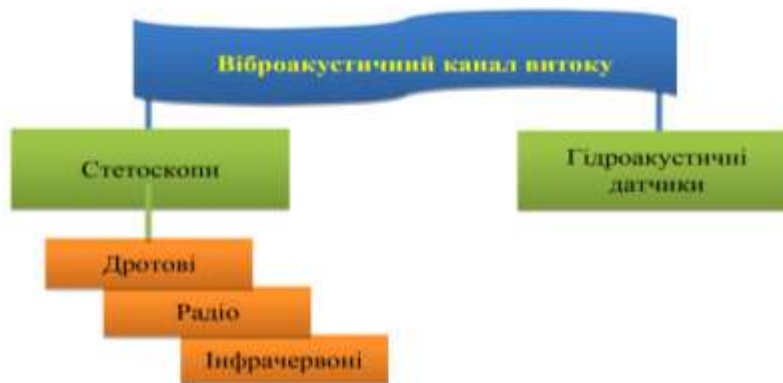 Віброакустичний канал витоку
Стетоскопи
Гідроакустичні
датчики
Дротові
Радіо
Інфрачервоні